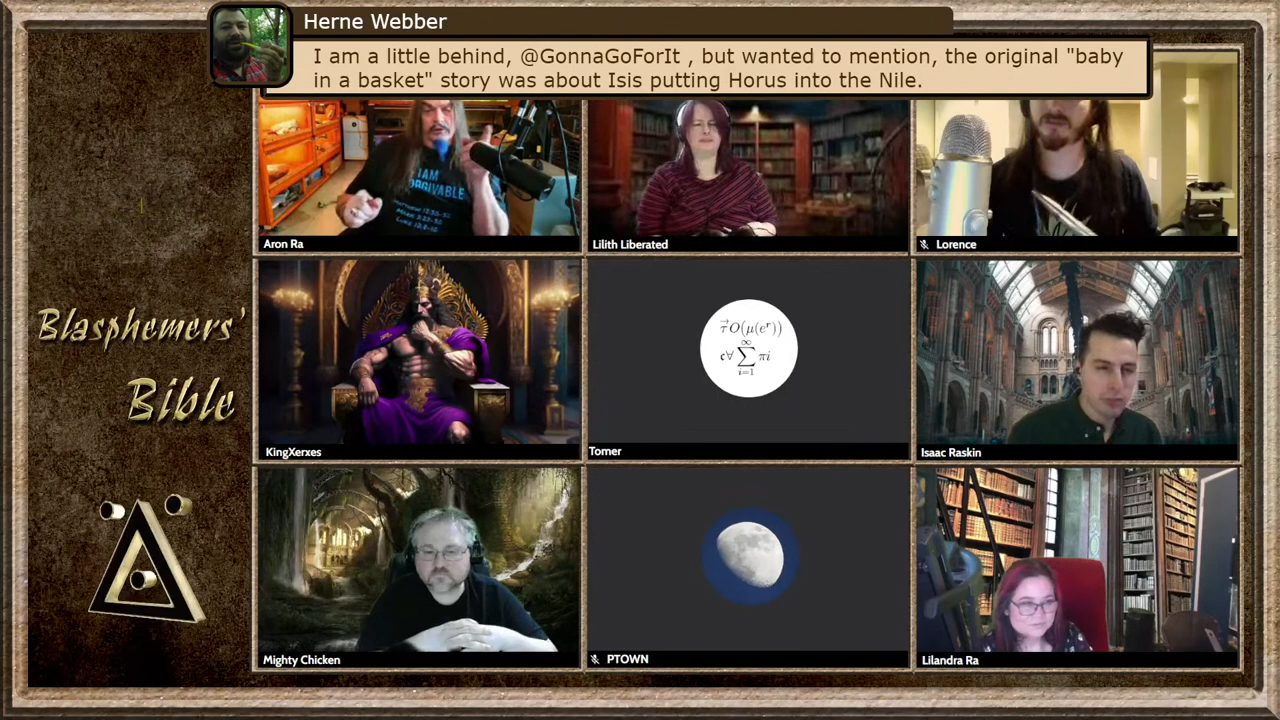 Herne Webber
I am a little behind, @GonnaGoForIt , but wanted to mention, the original "baby
in a basket" story was about Isis putting Horus into the Nile.
I AM
Aron Ra
Lilith Liberated
Lorence
Blasphemers'
Bible
KingXerxes
Tomer
Isaac Raskin
Mighty Chicken
PTOWN
Lilandra Ra